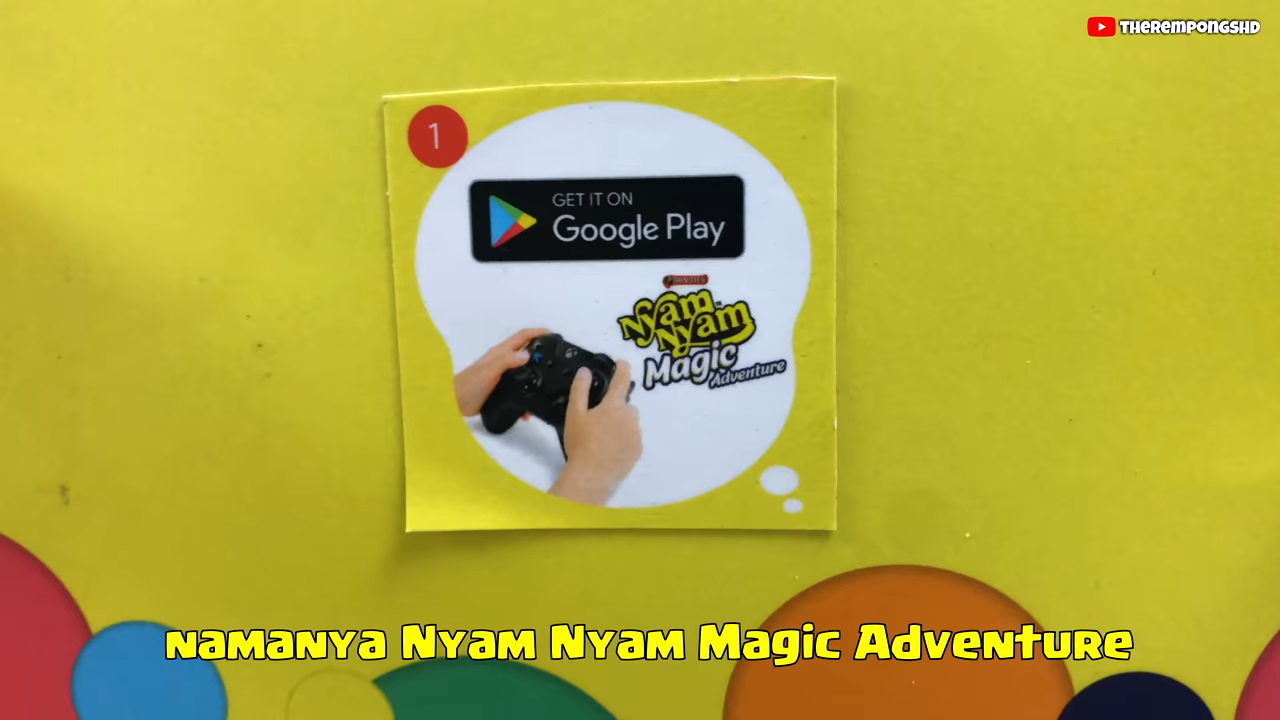 THEREMPONGSHD
1
GET IT ON
Google Play
Nyam
Nyam
Magic
Adventure
namanya Nyam Nyam Magic Adventure